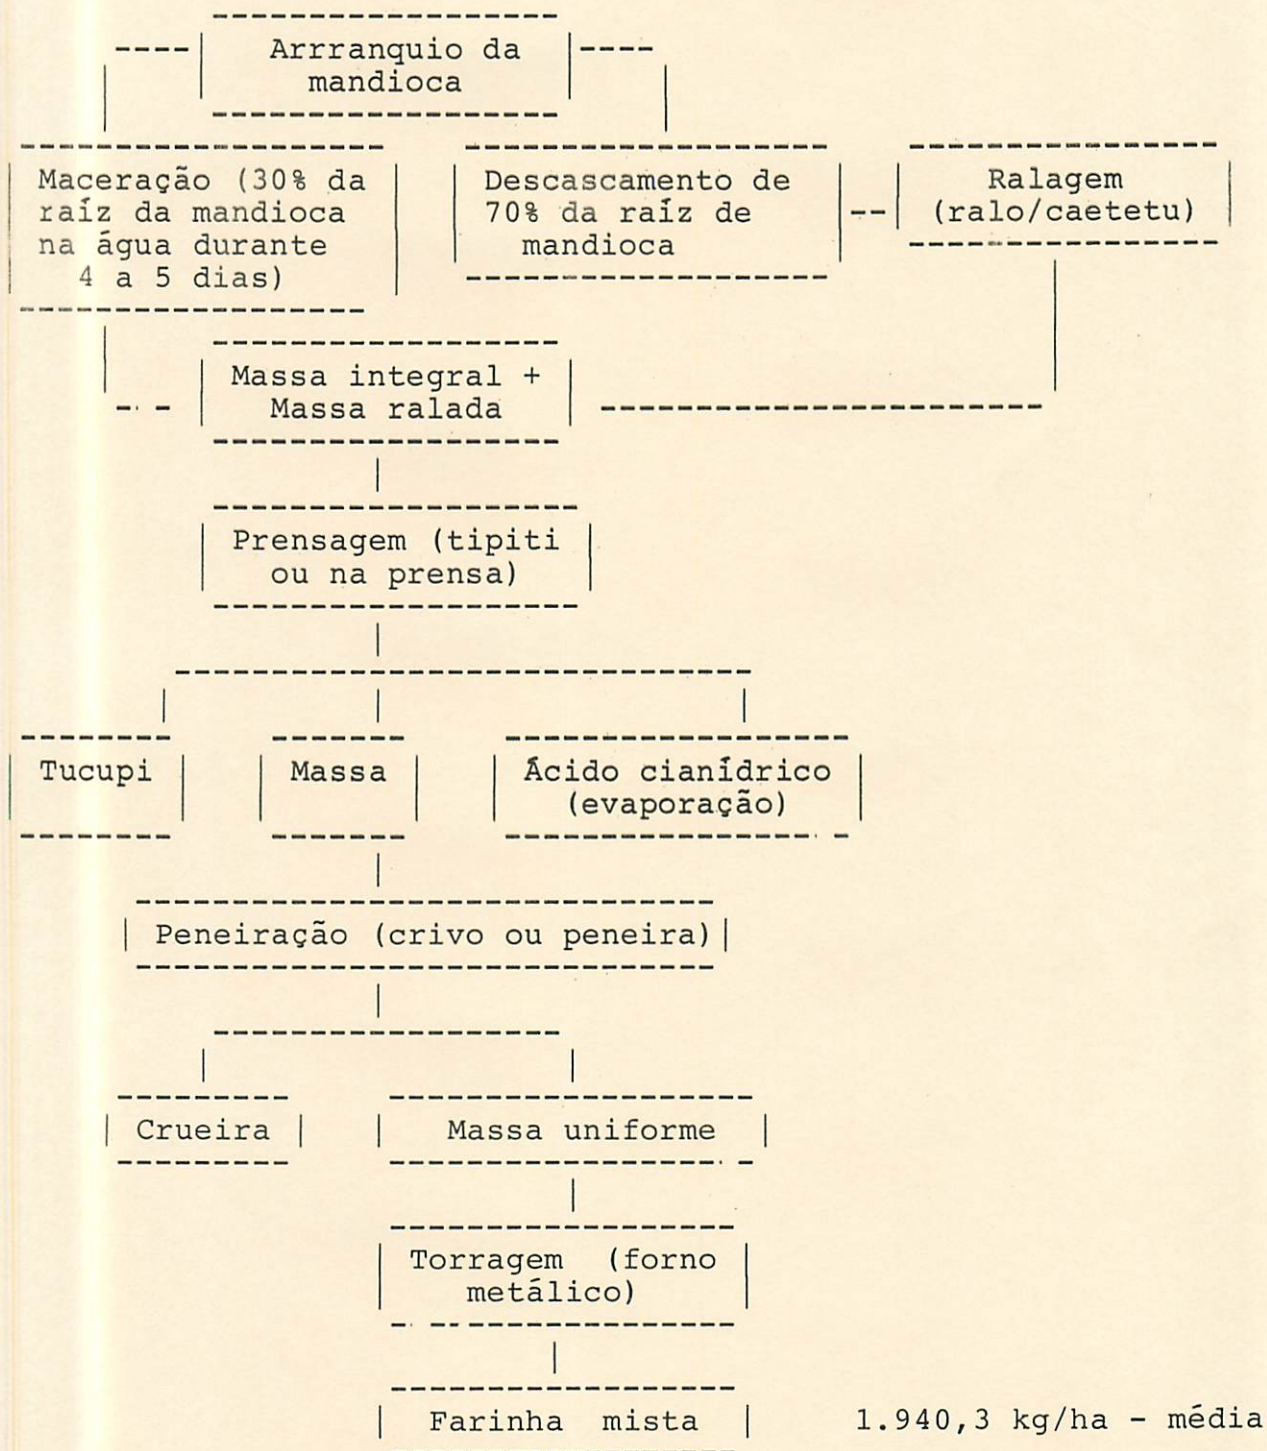 Arrranquio da
mandioca
Maceração (30% da
raíz da mandioca
na água durante
4 a 5 dias)
Descascamento de
70% da raíz de
mandioca
Ralagem
(ralo/caetetu)
Massa integral +
Massa ralada
Prensagem (tipiti
ou na prensa)
Tucupi
Massa
Ácido cianídrico
(evaporação)
Peneiração (crivo ou peneira)
Crueira
Massa uniforme
Torragem (forno
metálico)
Farinha mista
1.940,3 kg/ha - média